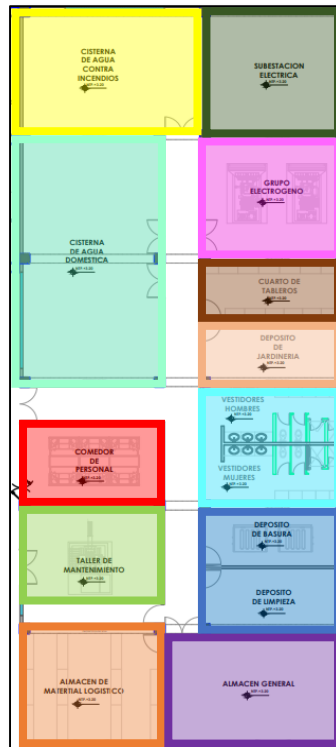 CISTERNA
DE AGUA
CONTRA
INCENDIOS
SUBESTACION
ELECTRICA
GRUPO
ELECTROGENO
CISTERNA
DE AGUA
DOMESTICA
CUARTO DE
TABLEROS
DEPOSITO
DE
JARDINERIA
VESTIDORES
HOMBRES
VESTIDORES
MUJERES
COMEDOR
DE
PERSONAL
DEPOSITO
DE BASURA
TALLER DE
MANTENIMIENTO
DEPOSITO
DE LIMPIEZA
ALMACEN DE
MATERTIAL LOGISTICO
ALMACEN GENERAL